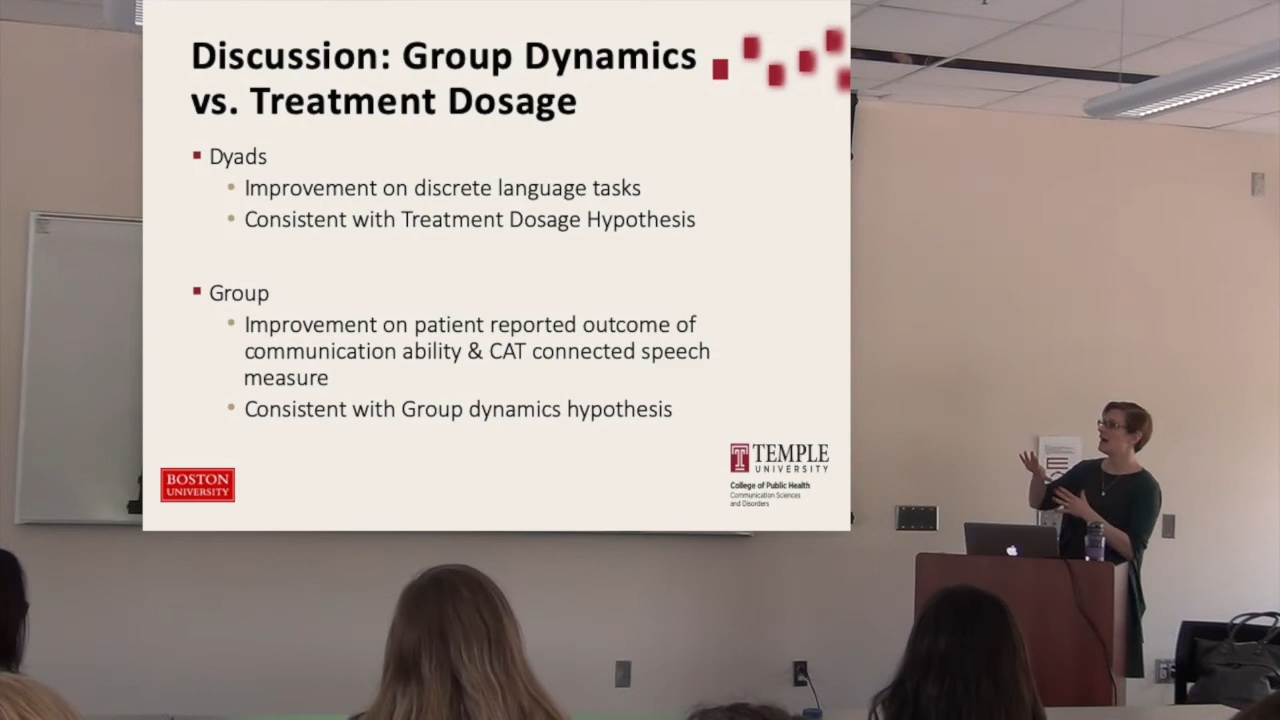 Discussion: Group Dynamics
vs. Treatment Dosage
Dyads
Improvement on discrete language tasks
Consistent with Treatment Dosage Hypothesis
Group
Improvement on patient reported outcome of
communication ability & CAT connected speech
measure
Consistent with Group dynamics hypothesis
BOSTON
UNIVERSITY
TEMPLE
UNIVERSITY
College of Public Health
Communication Sciences
and Disorders